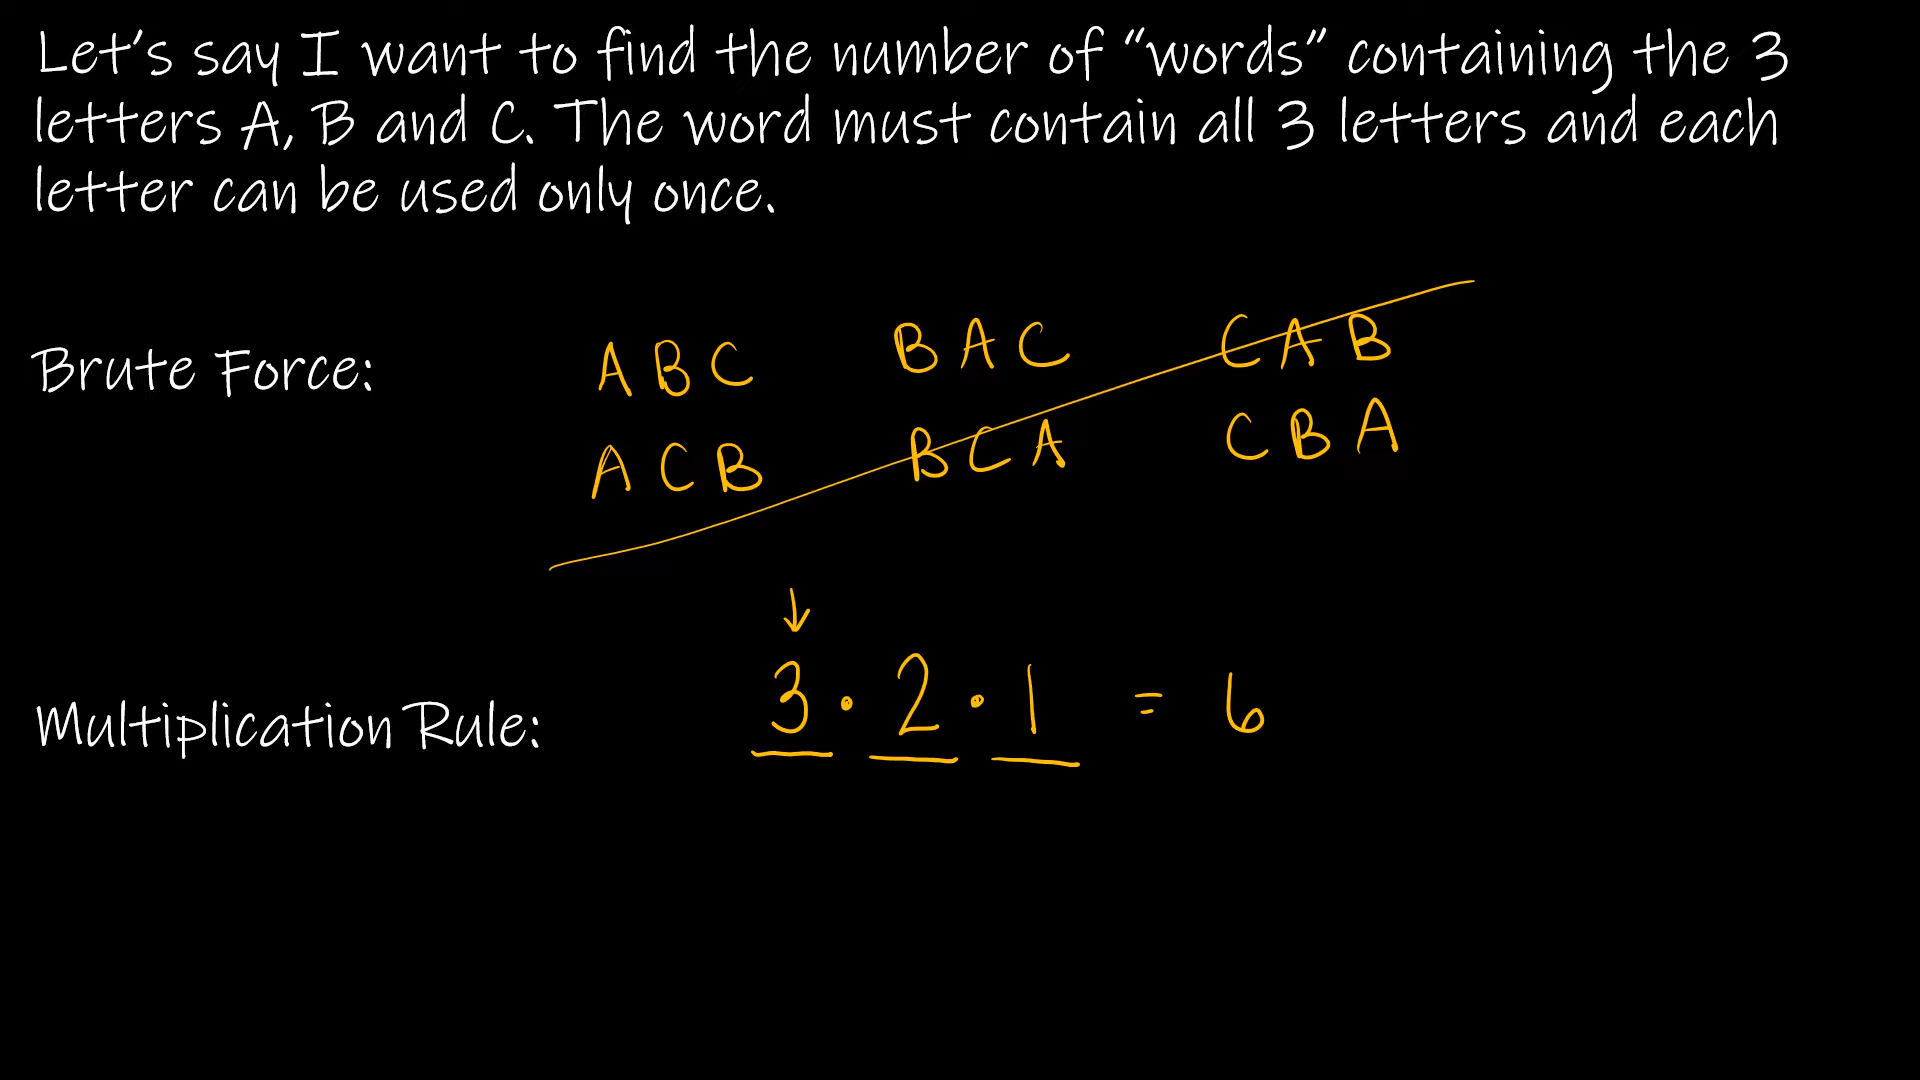 Let's say I want to find the number of “words” containing the 3
letters A, B and C. The word must contain all 3 letters and each
letter can be used only once.
Brute Force:
A B C B A C C A B
A C B B C A C B A
↓
Multiplication Rule: 3 · 2 · 1 = 6